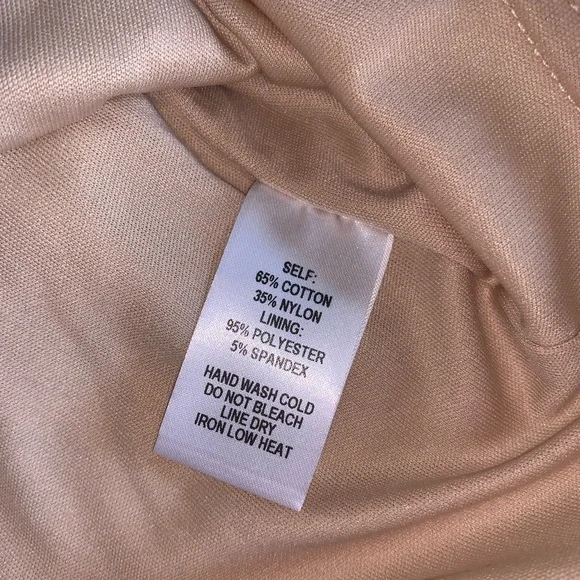 SELF:
65% COTTON
35% NYLON
LINING:
95% POLYESTER
5% SPANDEX
HAND WASH COLD
DO NOT BLEACH
LINE DRY
IRON LOW HEAT